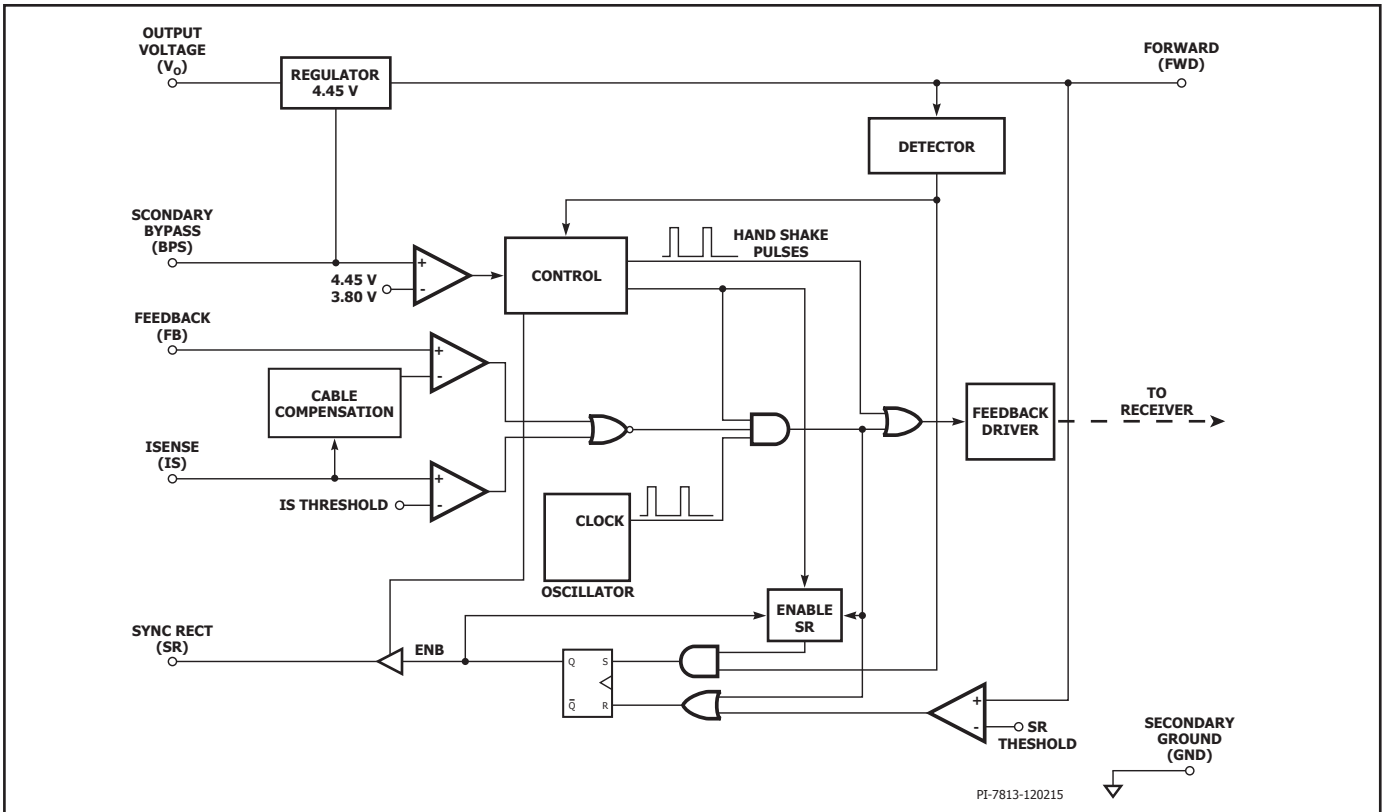 OUTPUT
VOLTAGE
(VO)
REGULATOR
4.45 V
FORWARD
(FWD)
DETECTOR
SCONDARY
BYPASS
(BPS)
+
-
4.45 V
3.80 V
CONTROL
HAND SHAKE
PULSES
FEEDBACK
(FB)
+
-
CABLE
COMPENSATION
FEEDBACK
DRIVER
TO
RECEIVER
ISENSE
(IS)
+
-
IS THRESHOLD
CLOCK
OSCILLATOR
ENABLE
SR
SYNC RECT
(SR)
ENB
Q
S
Q̅
R
+
-
SR
THESHOLD
SECONDARY
GROUND
(GND)
PI-7813-120215